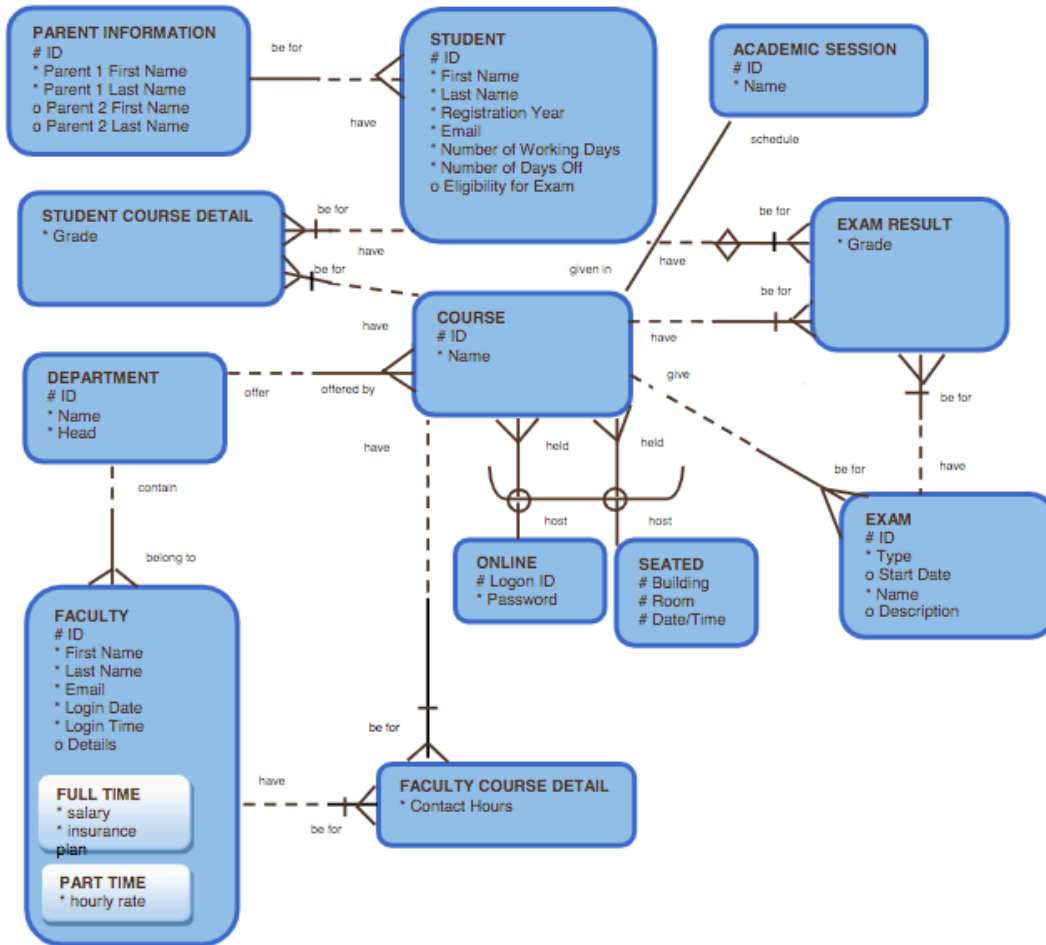 PARENT INFORMATION
# ID
* Parent 1 First Name
* Parent 1 Last Name
o Parent 2 First Name
o Parent 2 Last Name
be for
have
STUDENT
# ID
* First Name
* Last Name
* Registration Year
* Email
* Number of Working Days
* Number of Days Off
o Eligibility for Exam
ACADEMIC SESSION
# ID
* Name
schedule
given in
STUDENT COURSE DETAIL
* Grade
be for
have
be for
have
be for
have
EXAM RESULT
* Grade
be for
have
COURSE
# ID
* Name
DEPARTMENT
# ID
* Name
* Head
offer
offered by
have
give
be for
be for
have
held
held
host
host
ONLINE
# Logon ID
* Password
SEATED
# Building
# Room
# Date/Time
EXAM
# ID
* Type
o Start Date
* Name
o Description
contain
belong to
FACULTY
# ID
* First Name
* Last Name
* Email
* Login Date
* Login Time
o Details
FULL TIME
* salary
* insurance
plan
PART TIME
* hourly rate
have
be for
be for
FACULTY COURSE DETAIL
* Contact Hours